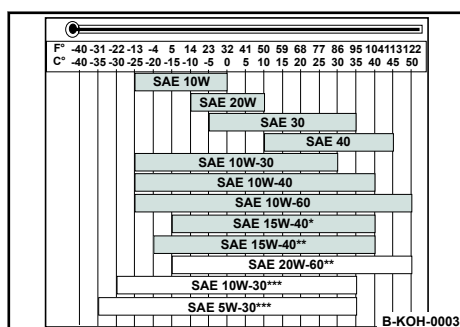 F° -40 -31 -22 -13 -4 5 14 23 32 41 50 59 68 77 86 95 104 113 122
C° -40 -35 -30 -25 -20 -15 -10 -5 0 5 10 15 20 25 30 35 40 45 50
SAE 10W
SAE 20W
SAE 30
SAE 40
SAE 10W-30
SAE 10W-40
SAE 10W-60
SAE 15W-40*
SAE 15W-40**
SAE 20W-60**
SAE 10W-30***
SAE 5W-30***
B-KOH-0003